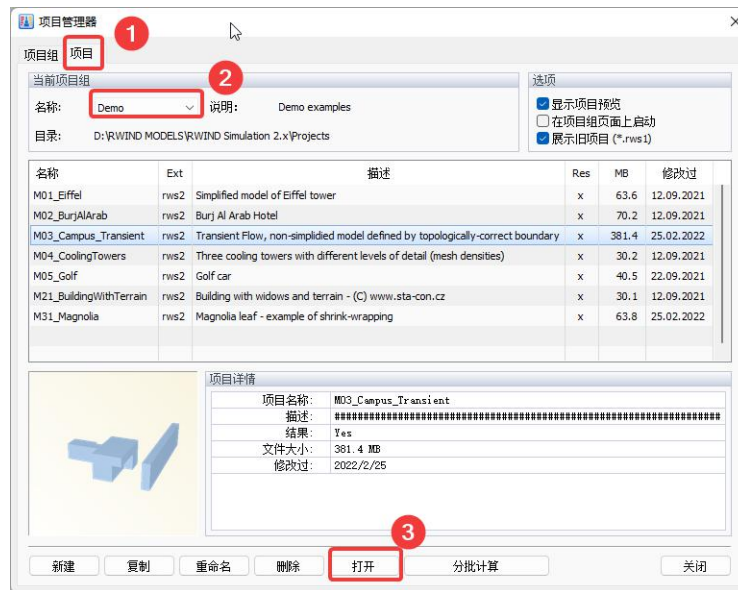 项目管理器
1
项目组 项目
当前项目组
选项
2
名称: Demo 说明: Demo examples
目录: D:\RWIND MODELS\RWIND Simulation 2.x\Projects
显示项目预览
在项目组页面上启动
展示旧项目 (*.rws1)
名称 Ext 描述 Res MB 修改过
M01_Eiffel rws2 Simplified model of Eiffel tower x 63.6 12.09.2021
M02_BurjAlArab rws2 Burj Al Arab Hotel x 70.2 12.09.2021
M03_Campus_Transient rws2 Transient Flow, non-simplidied model defined by topologically-correct boundary x 381.4 25.02.2022
M04_CoolingTowers rws2 Three cooling towers with different levels of detail (mesh densities) x 30.2 12.09.2021
M05_Golf rws2 Golf car x 40.5 22.09.2021
M21_BuildingWithTerrain rws2 Building with widows and terrain - (C) www.sta-con.cz x 30.1 12.09.2021
M31_Magnolia rws2 Magnolia leaf - example of shrink-wrapping x 63.8 25.02.2022
项目详情
项目名称: M03_Campus_Transient
描述: ##################################################################
结果: Yes
文件大小: 381.4 MB
修改过: 2022/2/25
3
新建 复制 重命名 删除 打开 分批计算 关闭